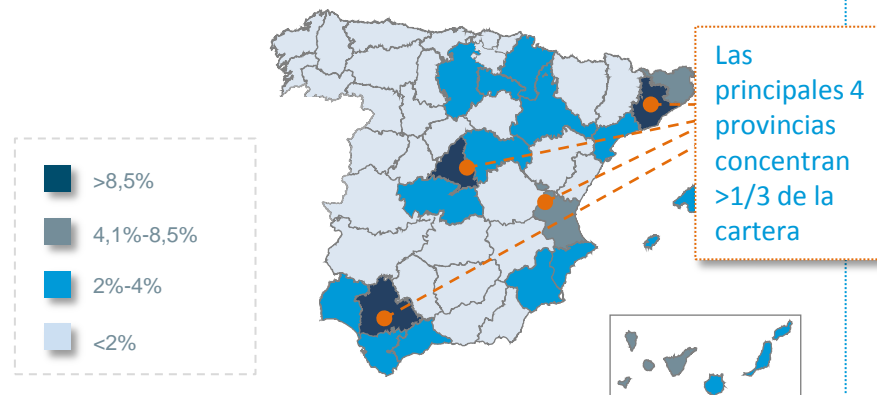 Las
principales 4
provincias
concentran
>1/3 de la
cartera
>8,5%
4,1%-8,5%
2%-4%
<2%